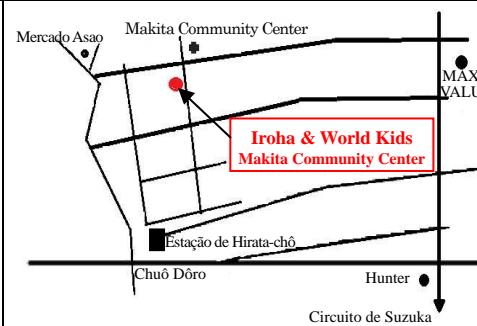 Makita Community Center
Mercado Asao
MAX
VALU
Iroha & World Kids
Makita Community Center
Estação de Hirata-chô
Chuô Dôro
Hunter
Circuito de Suzuka